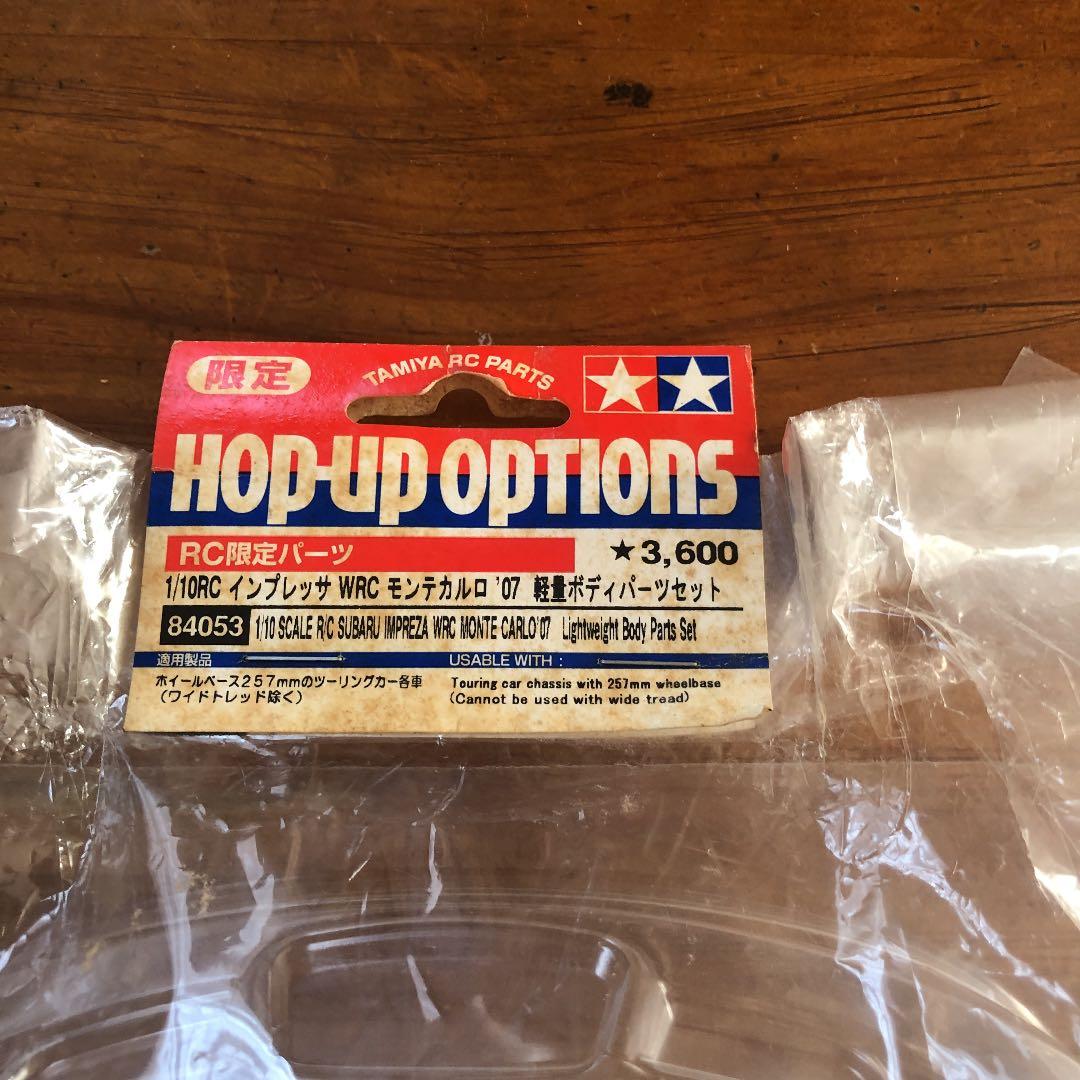 限定
TAMIYA RC PARTS
HOP-UP OPTIONS
RC限定パーツ
★3,600
1/10RC インプレッサ WRC モンテカルロ '07 軽量ボディパーツセット
84053 1/10 SCALE R/C SUBARU IMPREZA WRC MONTE CARLO'07 Lightweight Body Parts Set
適用製品
ホイールベース257mmのツーリングカー各車
(ワイドトレッド除く)
USABLE WITH :
Touring car chassis with 257mm wheelbase
(Cannot be used with wide tread)